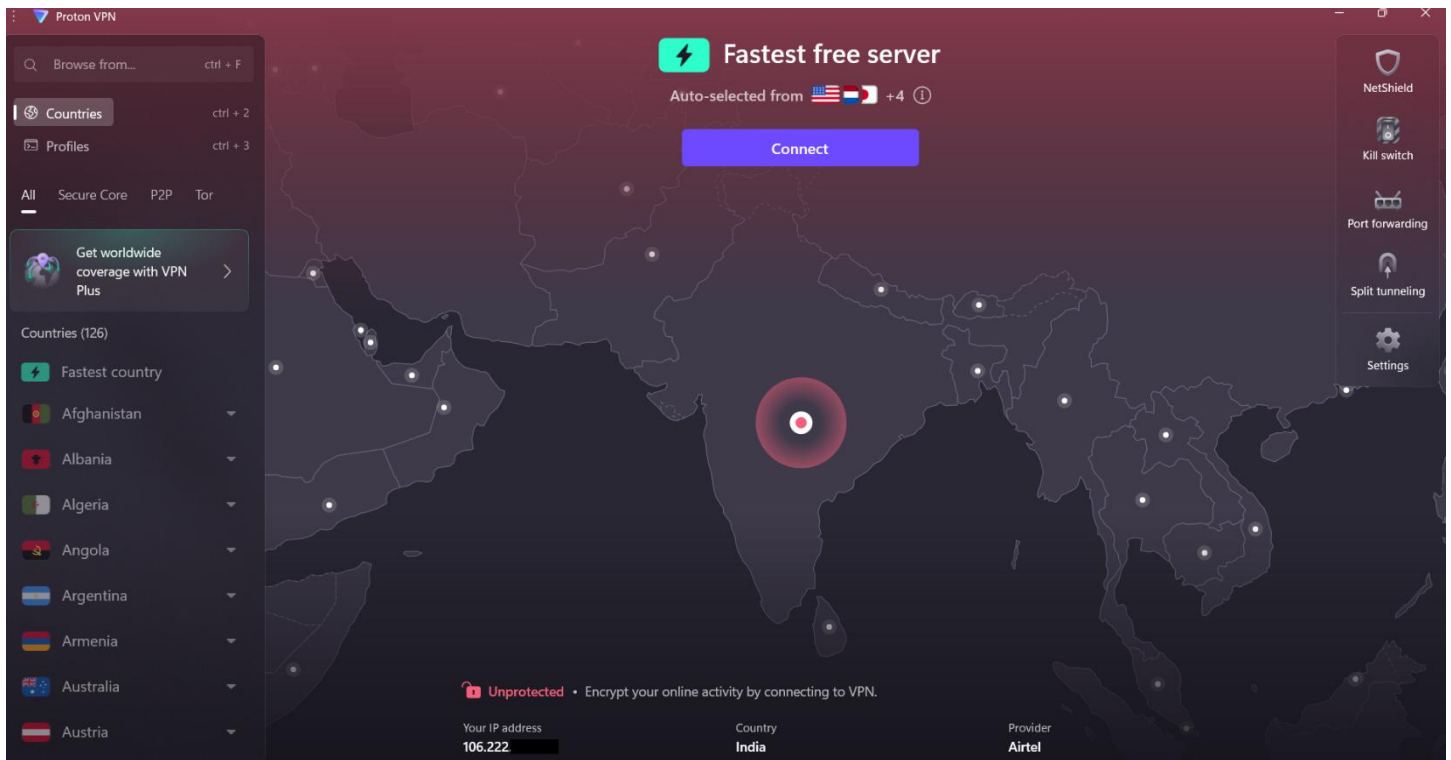 Proton VPN
Browse from...
ctrl + F
Countries
ctrl + 2
Profiles
ctrl + 3
All
Secure Core
P2P
Tor
Get worldwide
coverage with VPN
Plus
Countries (126)
Fastest country
Afghanistan
Albania
Algeria
Angola
Argentina
Armenia
Australia
Austria
Fastest free server
Auto-selected from
+4
Connect
NetShield
Kill switch
Port forwarding
Split tunneling
Settings
Unprotected • Encrypt your online activity by connecting to VPN.
Your IP address
106.222.
Country
India
Provider
Airtel